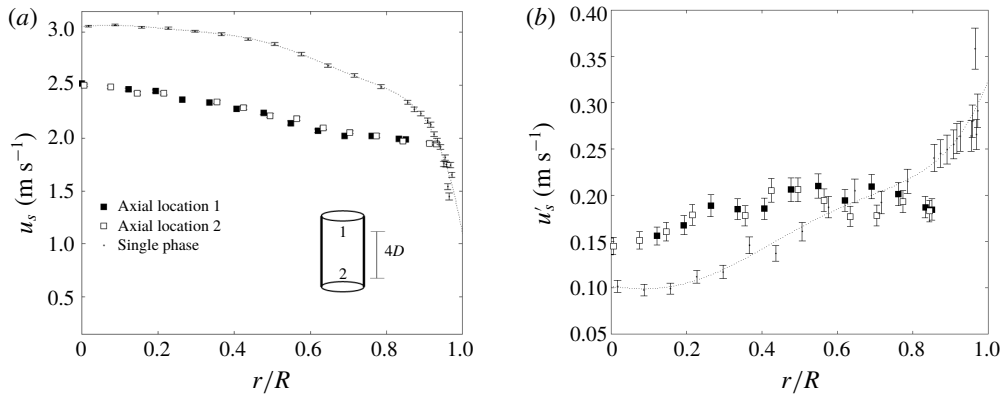 (a)
3.0
2.5
2.0
1.5
1.0
0.5
u_s (m s⁻¹)
Axial location 1
Axial location 2
Single phase
1
2
4D
0
0.2
0.4
0.6
0.8
1.0
r/R
(b)
0.40
0.35
0.30
0.25
0.20
0.15
0.10
0.05
u′_s (m s⁻¹)
0
0.2
0.4
0.6
0.8
1.0
r/R